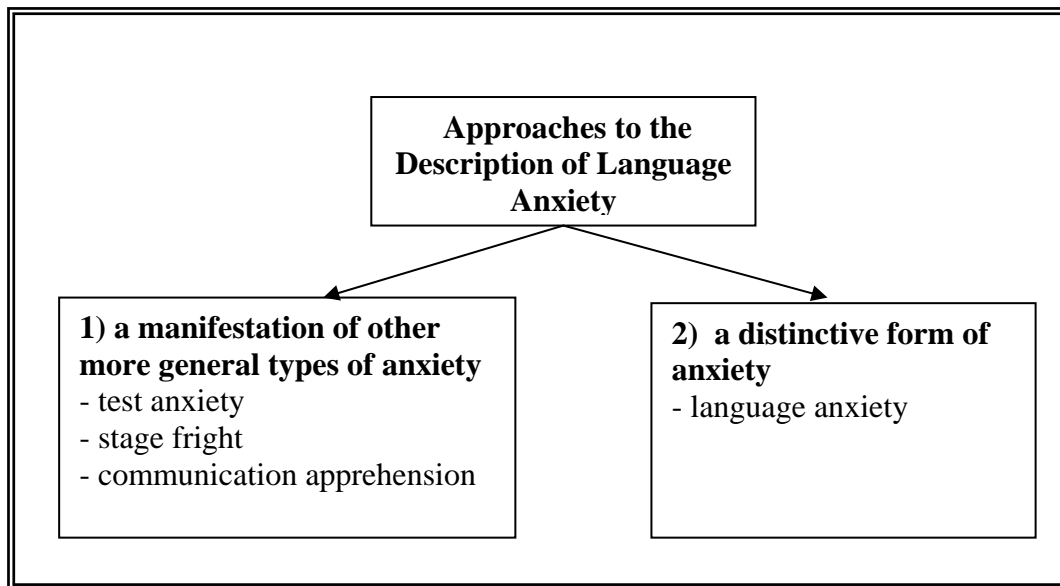 Approaches to the
Description of Language
Anxiety
1) a manifestation of other
more general types of anxiety
- test anxiety
- stage fright
- communication apprehension
2) a distinctive form of
anxiety
- language anxiety